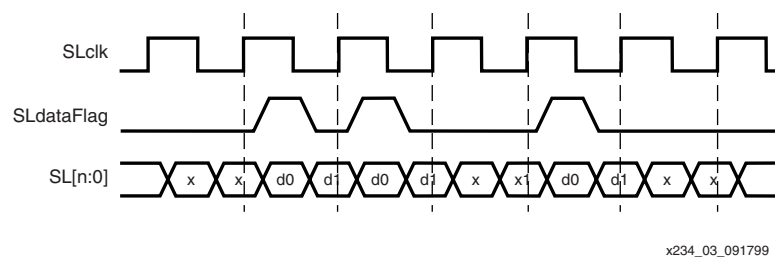 SLclk
SLdataFlag
SL[n:0] x x d0 d1 d0 d1 x x1 d0 d1 x x
x234_03_091799